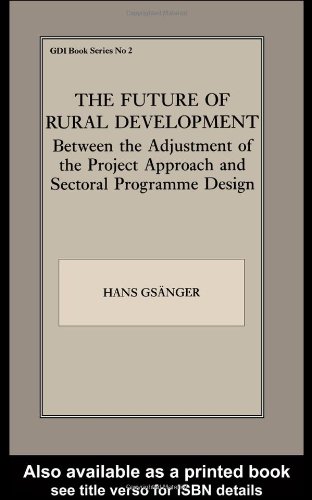 GDI Book Series No 2
THE FUTURE OF
RURAL DEVELOPMENT
Between the Adjustment of
the Project Approach and
Sectoral Programme Design
HANS GSÄNGER
Also available as a printed book
see title verso for ISBN details